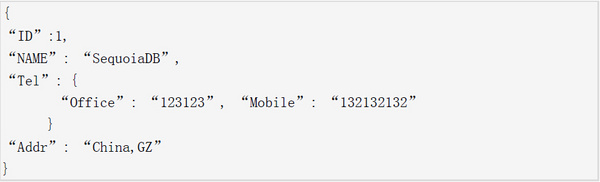 {
“ID”:1,
“NAME”: “SequoiaDB”,
“Tel”: {
“Office”: “123123”, “Mobile”: “132132132”
}
“Addr”: “China,GZ”
}